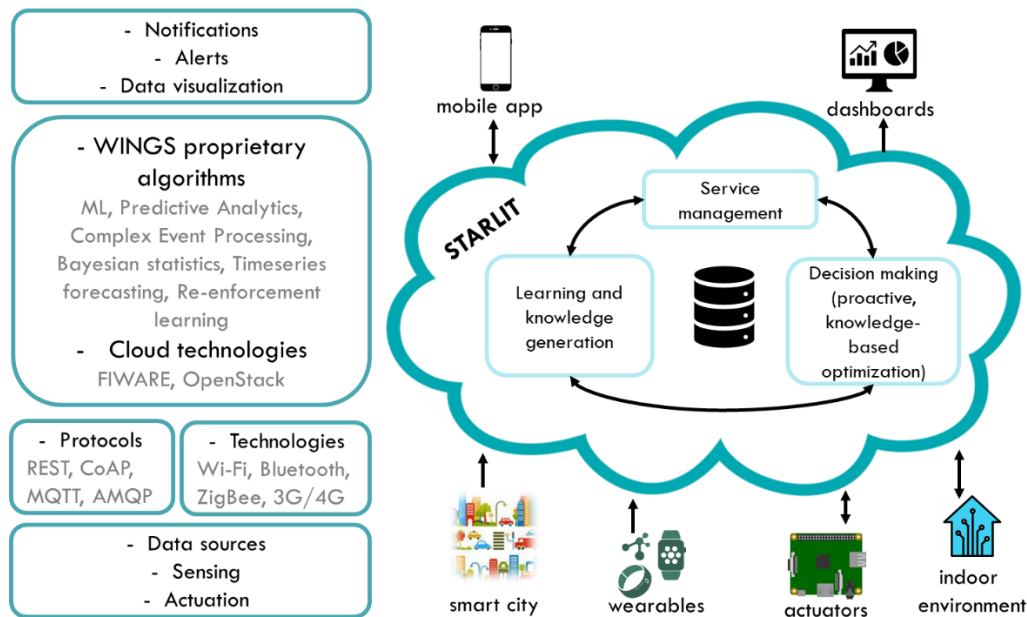 - Notifications
- Alerts
- Data visualization
- WINGS proprietary
algorithms
ML, Predictive Analytics,
Complex Event Processing,
Bayesian statistics, Timeseries
forecasting, Re-enforcement
learning
- Cloud technologies
FIWARE, OpenStack
- Protocols
REST, CoAP,
MQTT, AMQP
- Technologies
Wi-Fi, Bluetooth,
ZigBee, 3G/4G
- Data sources
- Sensing
- Actuation
mobile app
dashboards
STARLIT
Service
management
Learning and
knowledge
generation
Decision making
(proactive,
knowledge-
based
optimization)
smart city
wearables
actuators
indoor
environment